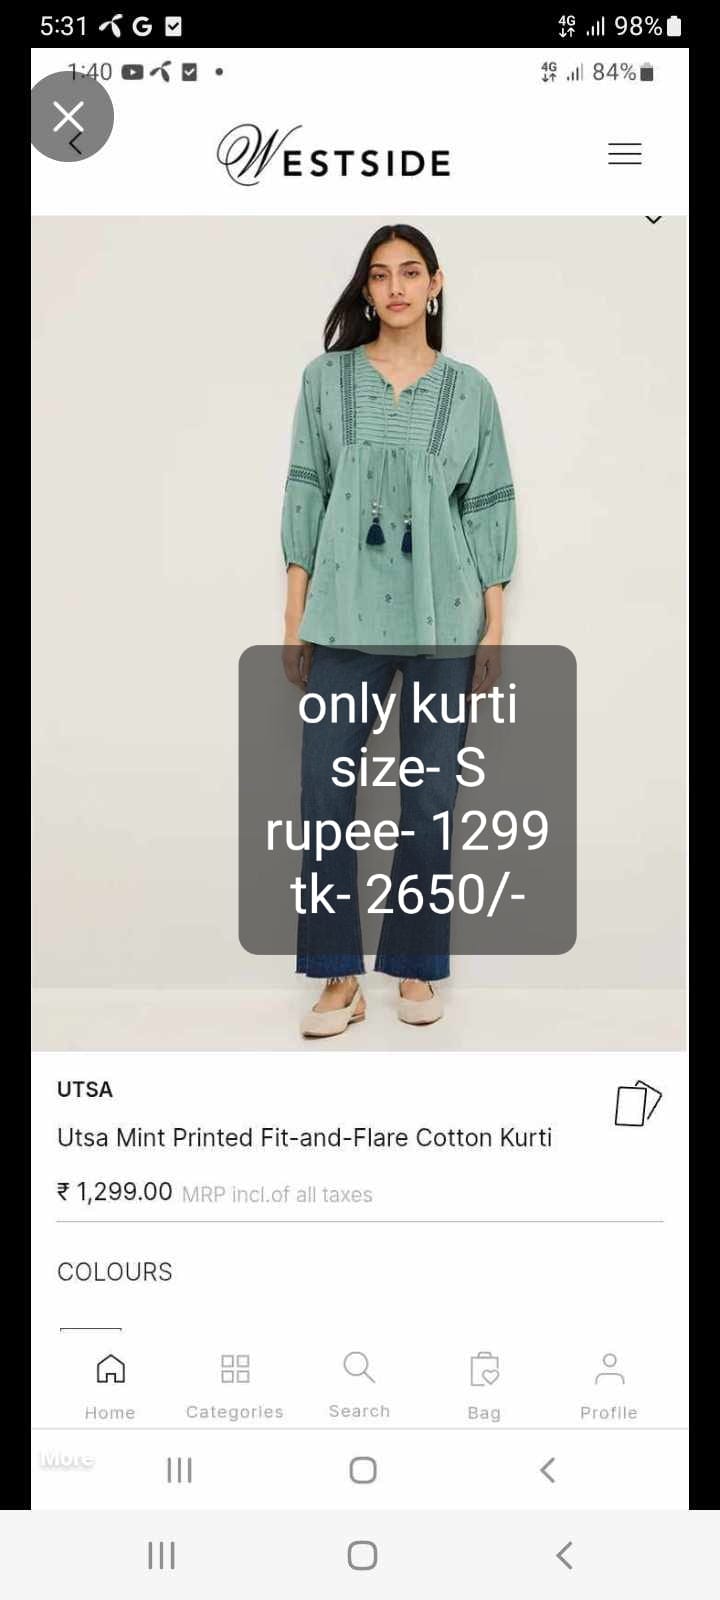 5:31 G 4G 98%
1:40 4G 84%
WESTSIDE
only kurti
size- S
rupee- 1299
tk- 2650/-
UTSA
Utsa Mint Printed Fit-and-Flare Cotton Kurti
₹ 1,299.00 MRP incl.of all taxes
COLOURS
Home Categories Search Bag Profile
More